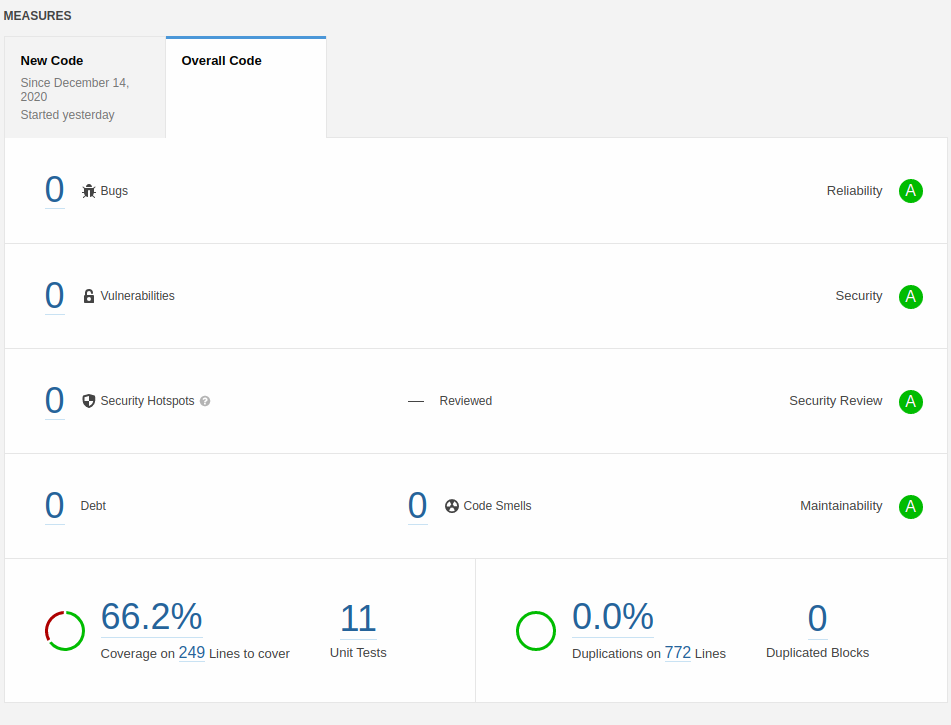 MEASURES
New Code
Since December 14,
2020
Started yesterday
Overall Code
0 Bugs Reliability A
0 Vulnerabilities Security A
0 Security Hotspots ? — Reviewed Security Review A
0 Debt 0 Code Smells Maintainability A
66.2% 11 0.0% 0
Coverage on 249 Lines to cover Unit Tests Duplications on 772 Lines Duplicated Blocks